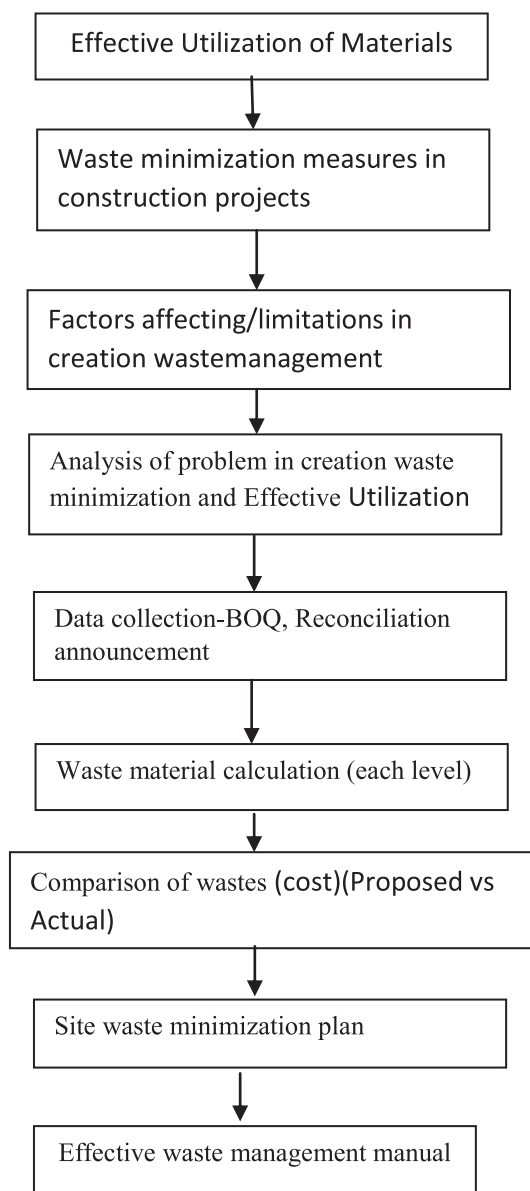 Effective Utilization of Materials
Waste minimization measures in
construction projects
Factors affecting/limitations in
creation wastemanagement
Analysis of problem in creation waste
minimization and Effective Utilization
Data collection-BOQ, Reconciliation
announcement
Waste material calculation (each level)
Comparison of wastes (cost)(Proposed vs
Actual)
Site waste minimization plan
Effective waste management manual